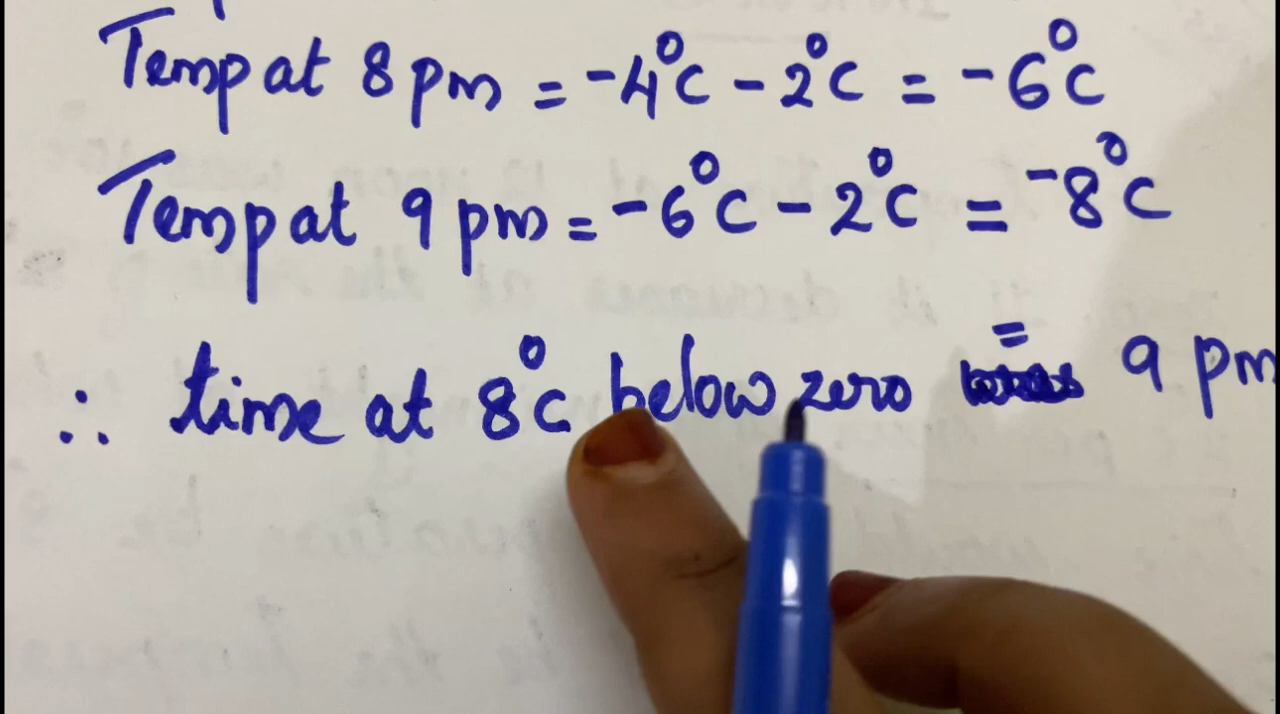 Temp at 8 pm = -4°C - 2°C = -6°C
Temp at 9 pm = -6°C - 2°C = -8°C
∴ time at 8°C below zero = 9 pm